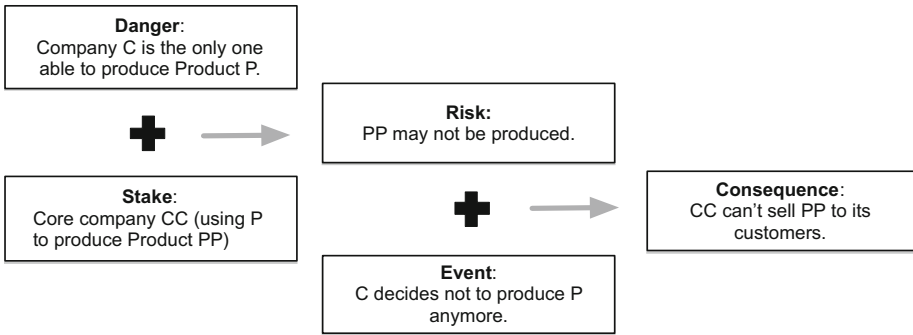 Danger:
Company C is the only one
able to produce Product P.
Stake:
Core company CC (using P
to produce Product PP)
Risk:
PP may not be produced.
Event:
C decides not to produce P
anymore.
Consequence:
CC can’t sell PP to its
customers.